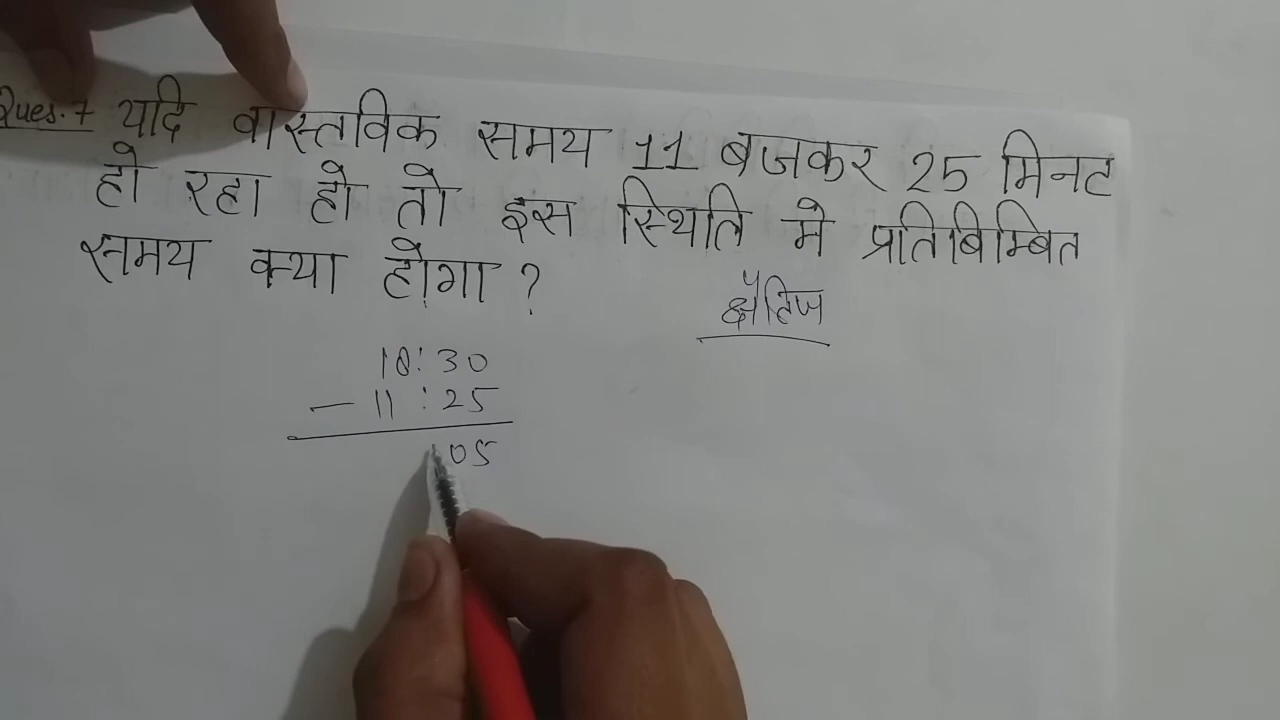 Ques. 7 यदि वास्तविक समय 11 बजकर 25 मिनट
हो रहा हो तो इस स्थिति मे प्रतिबिम्बित
समय क्या होगा ?
क्षैतिज
18:30
— 11:25
05